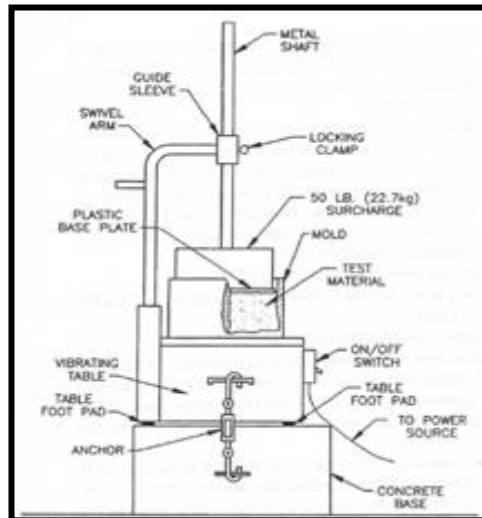 METAL
SHAFT
GUIDE
SLEEVE
SWIVEL
ARM
LOCKING
CLAMP
50 LB. (22.7kg)
SURCHARGE
PLASTIC
BASE PLATE
MOLD
TEST
MATERIAL
ON/OFF
SWITCH
VIBRATING
TABLE
TABLE
FOOT PAD
TABLE
FOOT PAD
ANCHOR
TO POWER
SOURCE
CONCRETE
BASE